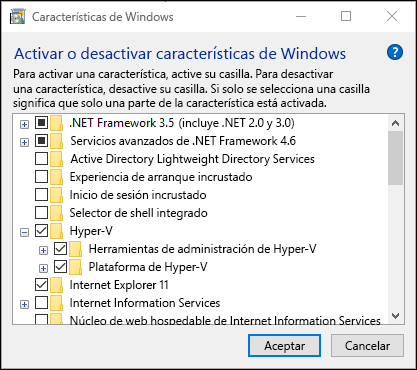 Características de Windows
Activar o desactivar características de Windows
Para activar una característica, active su casilla. Para desactivar
una característica, desactive su casilla. Si solo se selecciona una casilla
significa que solo una parte de la característica está activada.
.NET Framework 3.5 (incluye .NET 2.0 y 3.0)
Servicios avanzados de .NET Framework 4.6
Active Directory Lightweight Directory Services
Experiencia de arranque incrustado
Inicio de sesión incrustado
Selector de shell integrado
Hyper-V
Herramientas de administración de Hyper-V
Plataforma de Hyper-V
Internet Explorer 11
Internet Information Services
Núcleo de web hospedable de Internet Information Services
Aceptar
Cancelar